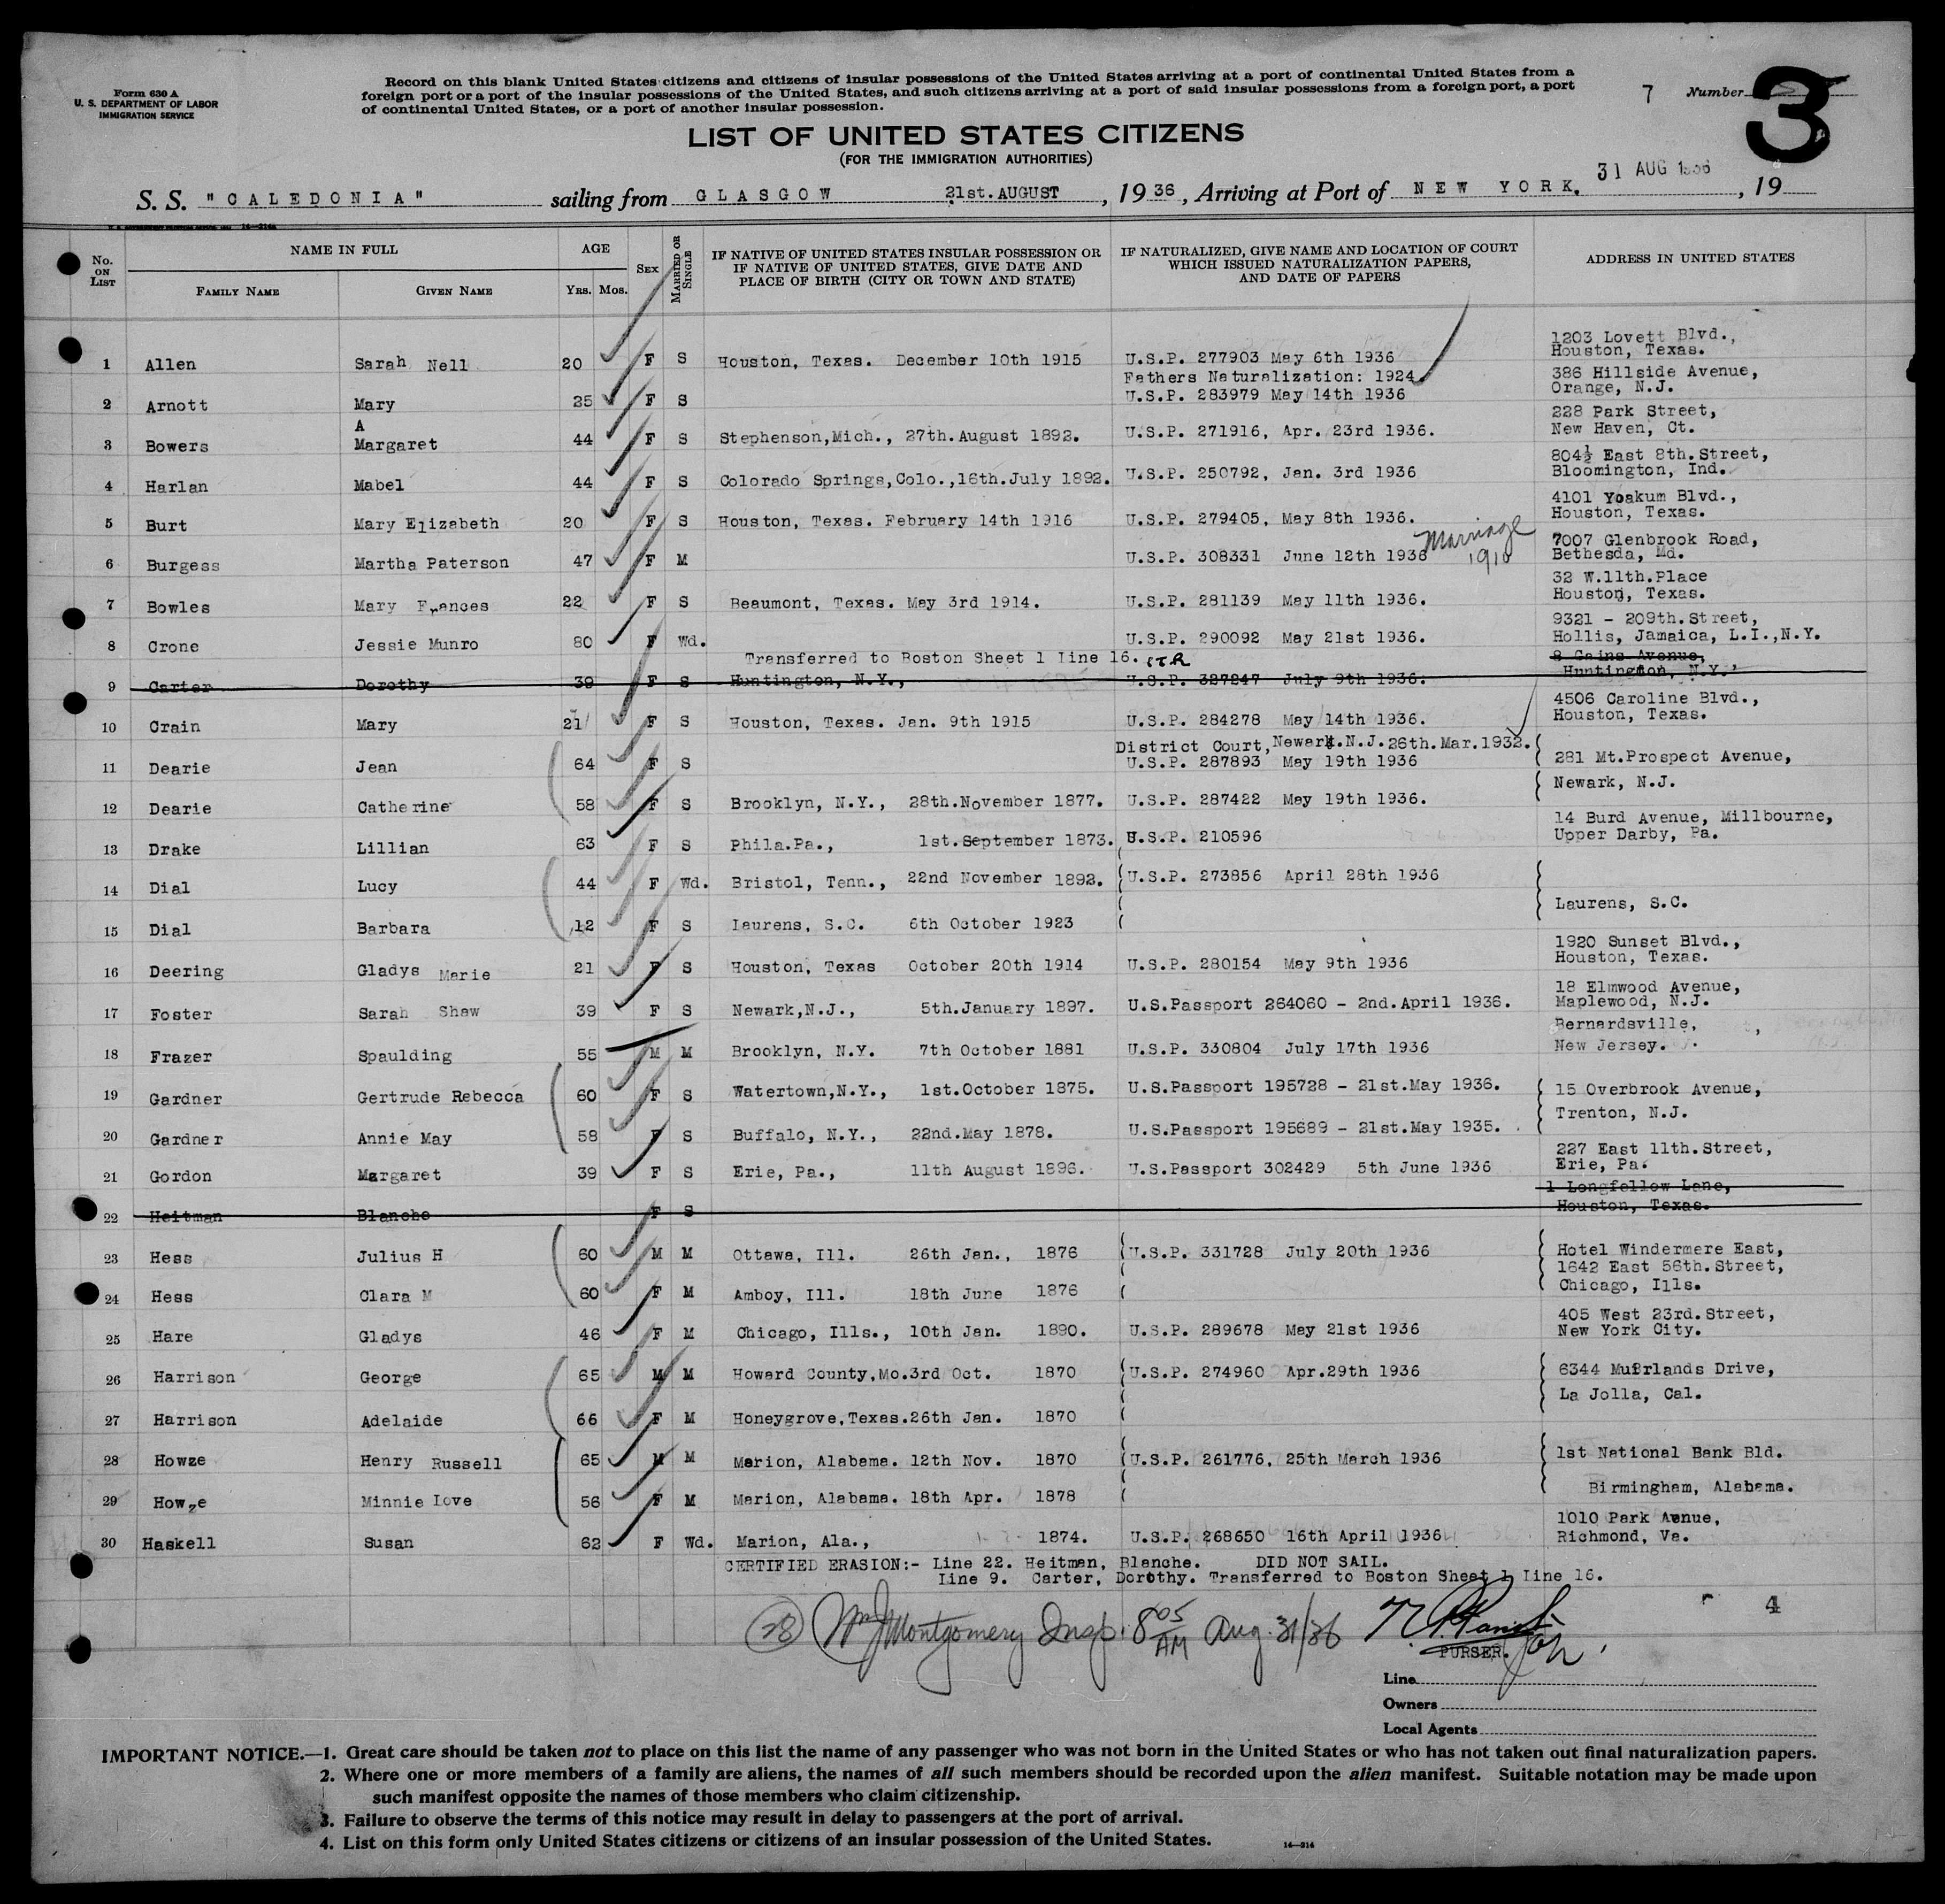 Form 630 A
U. S. DEPARTMENT OF LABOR
IMMIGRATION SERVICE
Record on this blank United States citizens and citizens of insular possessions of the United States arriving at a port of continental United States from a
foreign port or a port of the insular possessions of the United States, and such citizens arriving at a port of said insular possessions from a foreign port, a port
of continental United States, or a port of another insular possession.
7 Number 3
LIST OF UNITED STATES CITIZENS
(FOR THE IMMIGRATION AUTHORITIES)
31 AUG 1936
S. S. "CALEDONIA" sailing from GLASGOW 21st.AUGUST, 1936, Arriving at Port of NEW YORK. , 19
No. ON LIST
NAME IN FULL
FAMILY NAME
GIVEN NAME
AGE
YRS. MOS.
SEX
MARRIED OR SINGLE
IF NATIVE OF UNITED STATES INSULAR POSSESSION OR
IF NATIVE OF UNITED STATES, GIVE DATE AND
PLACE OF BIRTH (CITY OR TOWN AND STATE)
IF NATURALIZED, GIVE NAME AND LOCATION OF COURT
WHICH ISSUED NATURALIZATION PAPERS,
AND DATE OF PAPERS
ADDRESS IN UNITED STATES
1203 Lovett Blvd.,
1 Allen Sarah Nell 20 F S Houston, Texas. December 10th 1915 U.S.P. 277903 May 6th 1936 Houston, Texas.
Fathers Naturalization: 1924 386 Hillside Avenue,
2 Arnott Mary 25 F S U.S.P. 283979 May 14th 1936 Orange, N.J.
A 228 Park Street,
3 Bowers Margaret 44 F S Stephenson,Mich., 27th.August 1892. U.S.P. 271916, Apr. 23rd 1936. New Haven, Ct.
804½ East 8th.Street,
4 Harlan Mabel 44 F S Colorado Springs,Colo.,16th.July 1892. U.S.P. 250792, Jan. 3rd 1936 Bloomington, Ind.
4101 Yoakum Blvd.,
5 Burt Mary Elizabeth 20 F S Houston, Texas. February 14th 1916 U.S.P. 279405, May 8th 1936. Houston, Texas.
Marriage 1910
7007 Glenbrook Road,
6 Burgess Martha Paterson 47 F M U.S.P. 308331 June 12th 1936 Bethesda, Md.
32 W.11th.Place
7 Bowles Mary Frances 22 F S Beaumont, Texas. May 3rd 1914. U.S.P. 281139 May 11th 1936. Houston, Texas.
9321 - 209th.Street,
8 Crone Jessie Munro 80 F Wd. U.S.P. 290092 May 21st 1936. Hollis, Jamaica, L.I.,N.Y.
Transferred to Boston Sheet 1 Line 16. 8 Gains Avenue,
9 Carter Dorothy 39 F S Huntington, N.Y., U.S.P. 327247 July 9th 1936. Huntington, N.Y.
4506 Caroline Blvd.,
10 Crain Mary 21 F S Houston, Texas. Jan. 9th 1915 U.S.P. 284278 May 14th 1936. Houston, Texas.
District Court, Newark.N.J.26th.Mar.1932.
11 Dearie Jean 64 F S U.S.P. 287893 May 19th 1936 281 Mt.Prospect Avenue,
Newark, N.J.
12 Dearie Catherine 58 F S Brooklyn, N.Y., 28th.November 1877. U.S.P. 287422 May 19th 1936.
14 Burd Avenue, Millbourne,
13 Drake Lillian 63 F S Phila.Pa., 1st.September 1873. U.S.P. 210596 Upper Darby, Pa.
14 Dial Lucy 44 F Wd. Bristol, Tenn., 22nd November 1892. U.S.P. 273856 April 28th 1936
Laurens, S.C.
15 Dial Barbara 12 F S Laurens, S.C. 6th October 1923
1920 Sunset Blvd.,
16 Deering Gladys Marie 21 F S Houston, Texas October 20th 1914 U.S.P. 280154 May 9th 1936 Houston, Texas.
18 Elmwood Avenue,
17 Foster Sarah Shaw 39 F S Newark,N.J., 5th.January 1897. U.S.Passport 264060 - 2nd.April 1936. Maplewood, N.J.
Bernardsville,
18 Frazer Spaulding 55 M M Brooklyn, N.Y. 7th October 1881 U.S.P. 330804 July 17th 1936 New Jersey.
19 Gardner Gertrude Rebecca 60 F S Watertown,N.Y., 1st.October 1875. U.S.Passport 195728 - 21st.May 1936. 15 Overbrook Avenue,
Trenton, N.J.
20 Gardner Annie May 58 F S Buffalo, N.Y., 22nd.May 1878. U.S.Passport 195689 - 21st.May 1935.
227 East 11th.Street,
21 Gordon Margaret 39 F S Erie, Pa., 11th August 1896. U.S.Passport 302429 5th June 1936 Erie, Pa.
1 Longfellow Lane,
22 Heitman Blanche F S Houston, Texas.
23 Hess Julius H 60 M M Ottawa, Ill. 26th Jan., 1876 U.S.P. 331728 July 20th 1936 Hotel Windermere East,
1642 East 56th.Street,
24 Hess Clara M 60 F M Amboy, Ill. 18th June 1876 Chicago, Ills.
405 West 23rd.Street,
25 Hare Gladys 46 F M Chicago, Ills., 10th Jan. 1890. U.S.P. 289678 May 21st 1936 New York City.
26 Harrison George 65 M M Howard County,Mo.3rd Oct. 1870 U.S.P. 274960 Apr.29th 1936 6344 Muirlands Drive,
La Jolla, Cal.
27 Harrison Adelaide 66 F M Honeygrove,Texas.26th Jan. 1870
28 Howze Henry Russell 65 M M Marion, Alabama. 12th Nov. 1870 U.S.P. 261776, 25th March 1936 1st National Bank Bld.
Birmingham, Alabama.
29 Howze Minnie Love 56 F M Marion, Alabama. 18th Apr. 1878
1010 Park Avnue,
30 Haskell Susan 62 F Wd. Marion, Ala., 1874. U.S.P. 268650 16th April 1936 Richmond, Va.
CERTIFIED ERASION:- Line 22. Heitman, Blanche. DID NOT SAIL.
Line 9. Carter, Dorothy. Transferred to Boston Sheet 1 Line 16.
4
28 Wm J Montgomery Insp. 8 05 AM Aug. 31/36
PURSER.
Line
Owners
Local Agents
IMPORTANT NOTICE.—1. Great care should be taken not to place on this list the name of any passenger who was not born in the United States or who has not taken out final naturalization papers.
2. Where one or more members of a family are aliens, the names of all such members should be recorded upon the alien manifest. Suitable notation may be made upon
such manifest opposite the names of those members who claim citizenship.
3. Failure to observe the terms of this notice may result in delay to passengers at the port of arrival.
4. List on this form only United States citizens or citizens of an insular possession of the United States.
14—214